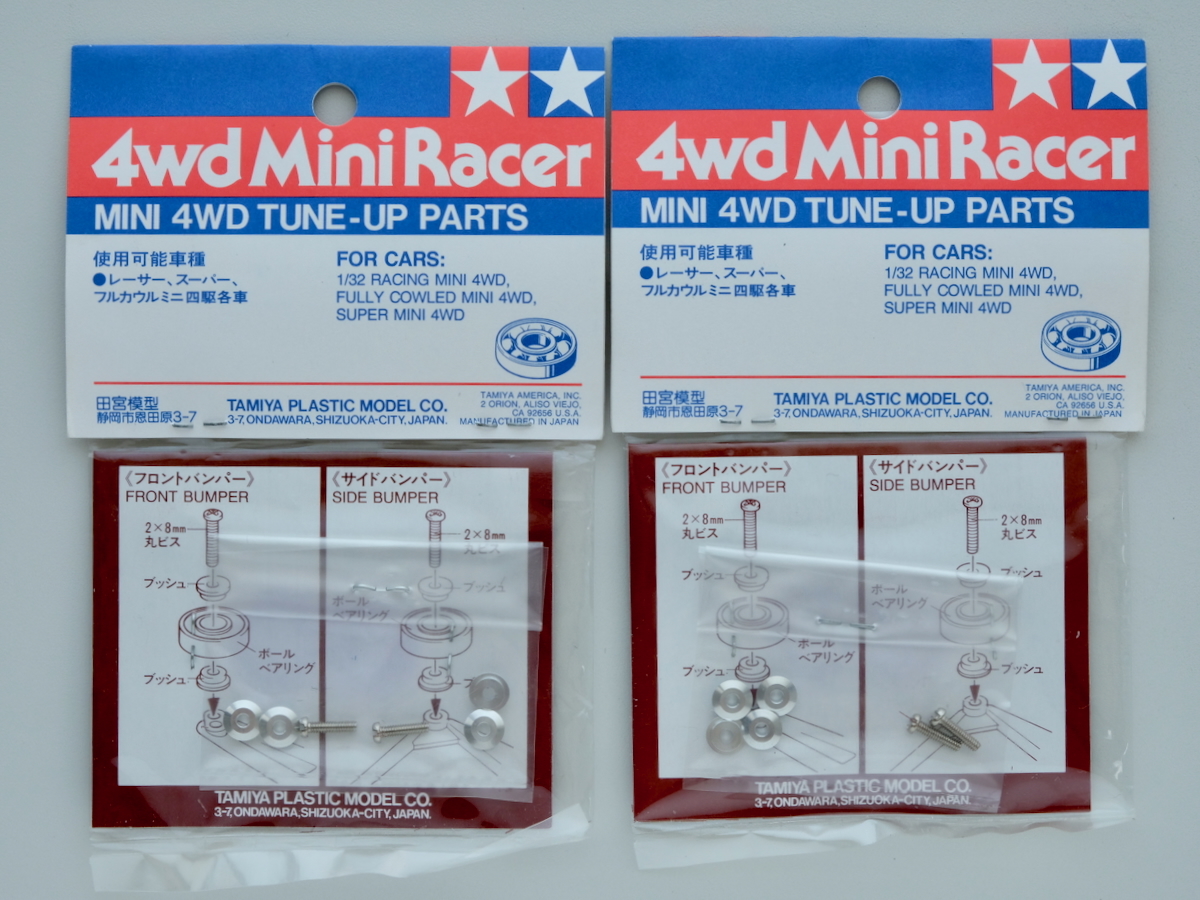 4wd Mini Racer
MINI 4WD TUNE-UP PARTS
使用可能車種
●レーサー、スーパー、
フルカウルミニ四駆各車
FOR CARS:
1/32 RACING MINI 4WD,
FULLY COWLED MINI 4WD,
SUPER MINI 4WD
田宮模型
静岡市恩田原3-7
TAMIYA PLASTIC MODEL CO.
3-7, ONDAWARA, SHIZUOKA-CITY, JAPAN.
TAMIYA AMERICA, INC.
2 ORION, ALISO VIEJO,
CA 92656 U.S.A.
MANUFACTURED IN JAPAN
《フロントバンパー》
FRONT BUMPER
2×8mm
丸ビス
ブッシュ
ボール
ベアリング
ブッシュ
《サイドバンパー》
SIDE BUMPER
2×8mm
丸ビス
ブッシュ
ボール
ベアリング
TAMIYA PLASTIC MODEL CO.
3-7, ONDAWARA, SHIZUOKA-CITY, JAPAN.
4wd Mini Racer
MINI 4WD TUNE-UP PARTS
使用可能車種
●レーサー、スーパー、
フルカウルミニ四駆各車
FOR CARS:
1/32 RACING MINI 4WD,
FULLY COWLED MINI 4WD,
SUPER MINI 4WD
田宮模型
静岡市恩田原3-7
TAMIYA PLASTIC MODEL CO.
3-7, ONDAWARA, SHIZUOKA-CITY, JAPAN.
TAMIYA AMERICA, INC.
2 ORION, ALISO VIEJO,
CA 92656 U.S.A.
MANUFACTURED IN JAPAN
《フロントバンパー》
FRONT BUMPER
2×8mm
丸ビス
ブッシュ
ボール
ベアリング
ブッシュ
《サイドバンパー》
SIDE BUMPER
2×8mm
丸ビス
ブッシュ
ボール
ベアリング
ブッシュ
TAMIYA PLASTIC MODEL CO.
3-7, ONDAWARA, SHIZUOKA-CITY, JAPAN.